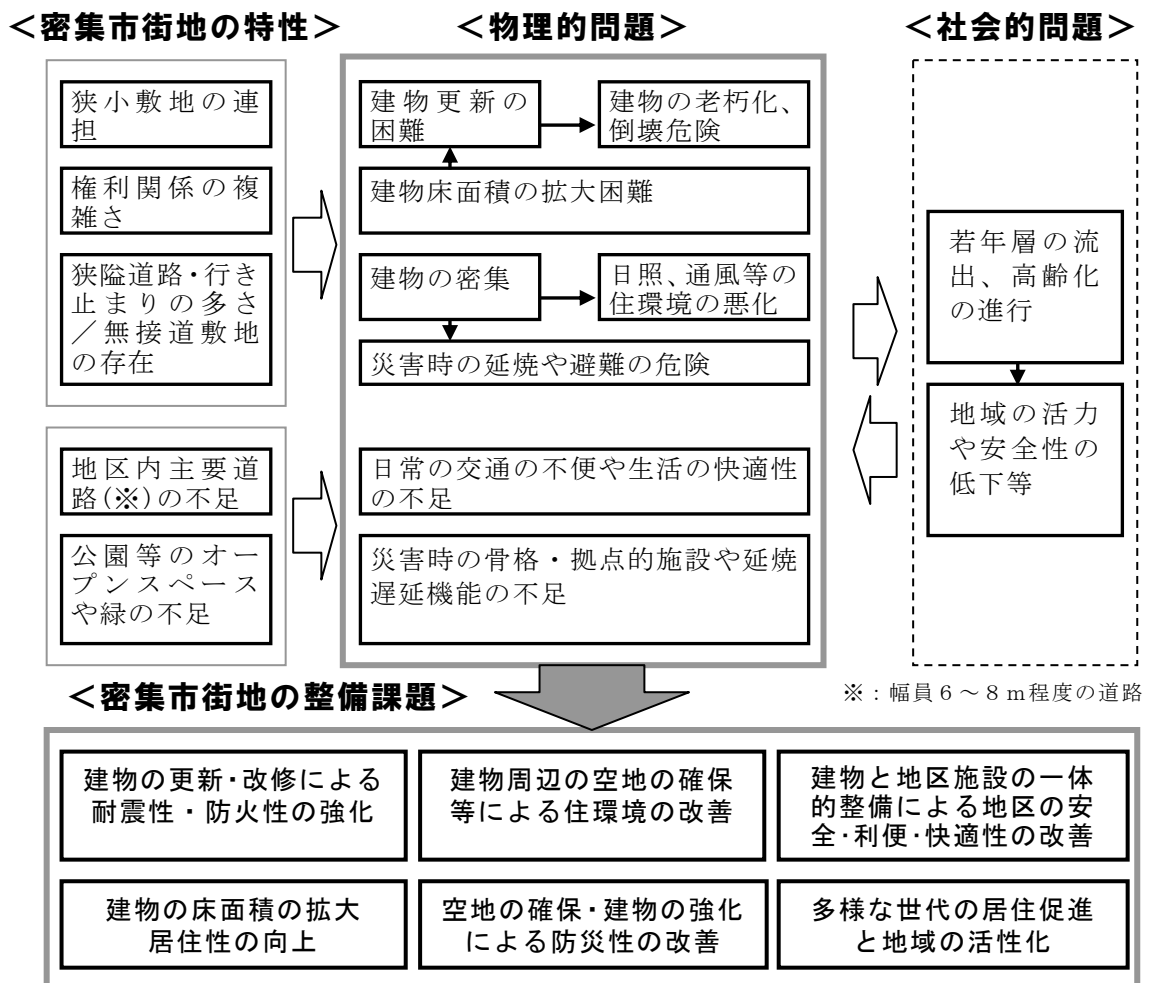 ＜密集市街地の特性＞
＜物理的問題＞
＜社会的問題＞
狭小敷地の連
担
権利関係の複
雑さ
狭隘道路・行き
止まりの多さ
／無接道敷地
の存在
地区内主要道
路(※)の不足
公園等のオー
プンスペース
や緑の不足
建物更新の
困難
建物の老朽化、
倒壊危険
建物床面積の拡大困難
建物の密集
日照、通風等の
住環境の悪化
災害時の延焼や避難の危険
日常の交通の不便や生活の快適性
の不足
災害時の骨格・拠点的施設や延焼
遅延機能の不足
若年層の流
出、高齢化
の進行
地域の活力
や安全性の
低下等
※：幅員６～８ｍ程度の道路
＜密集市街地の整備課題＞
建物の更新・改修による
耐震性・防火性の強化
建物周辺の空地の確保
等による住環境の改善
建物と地区施設の一体
的整備による地区の安
全・利便・快適性の改善
建物の床面積の拡大
居住性の向上
空地の確保・建物の強化
による防災性の改善
多様な世代の居住促進
と地域の活性化